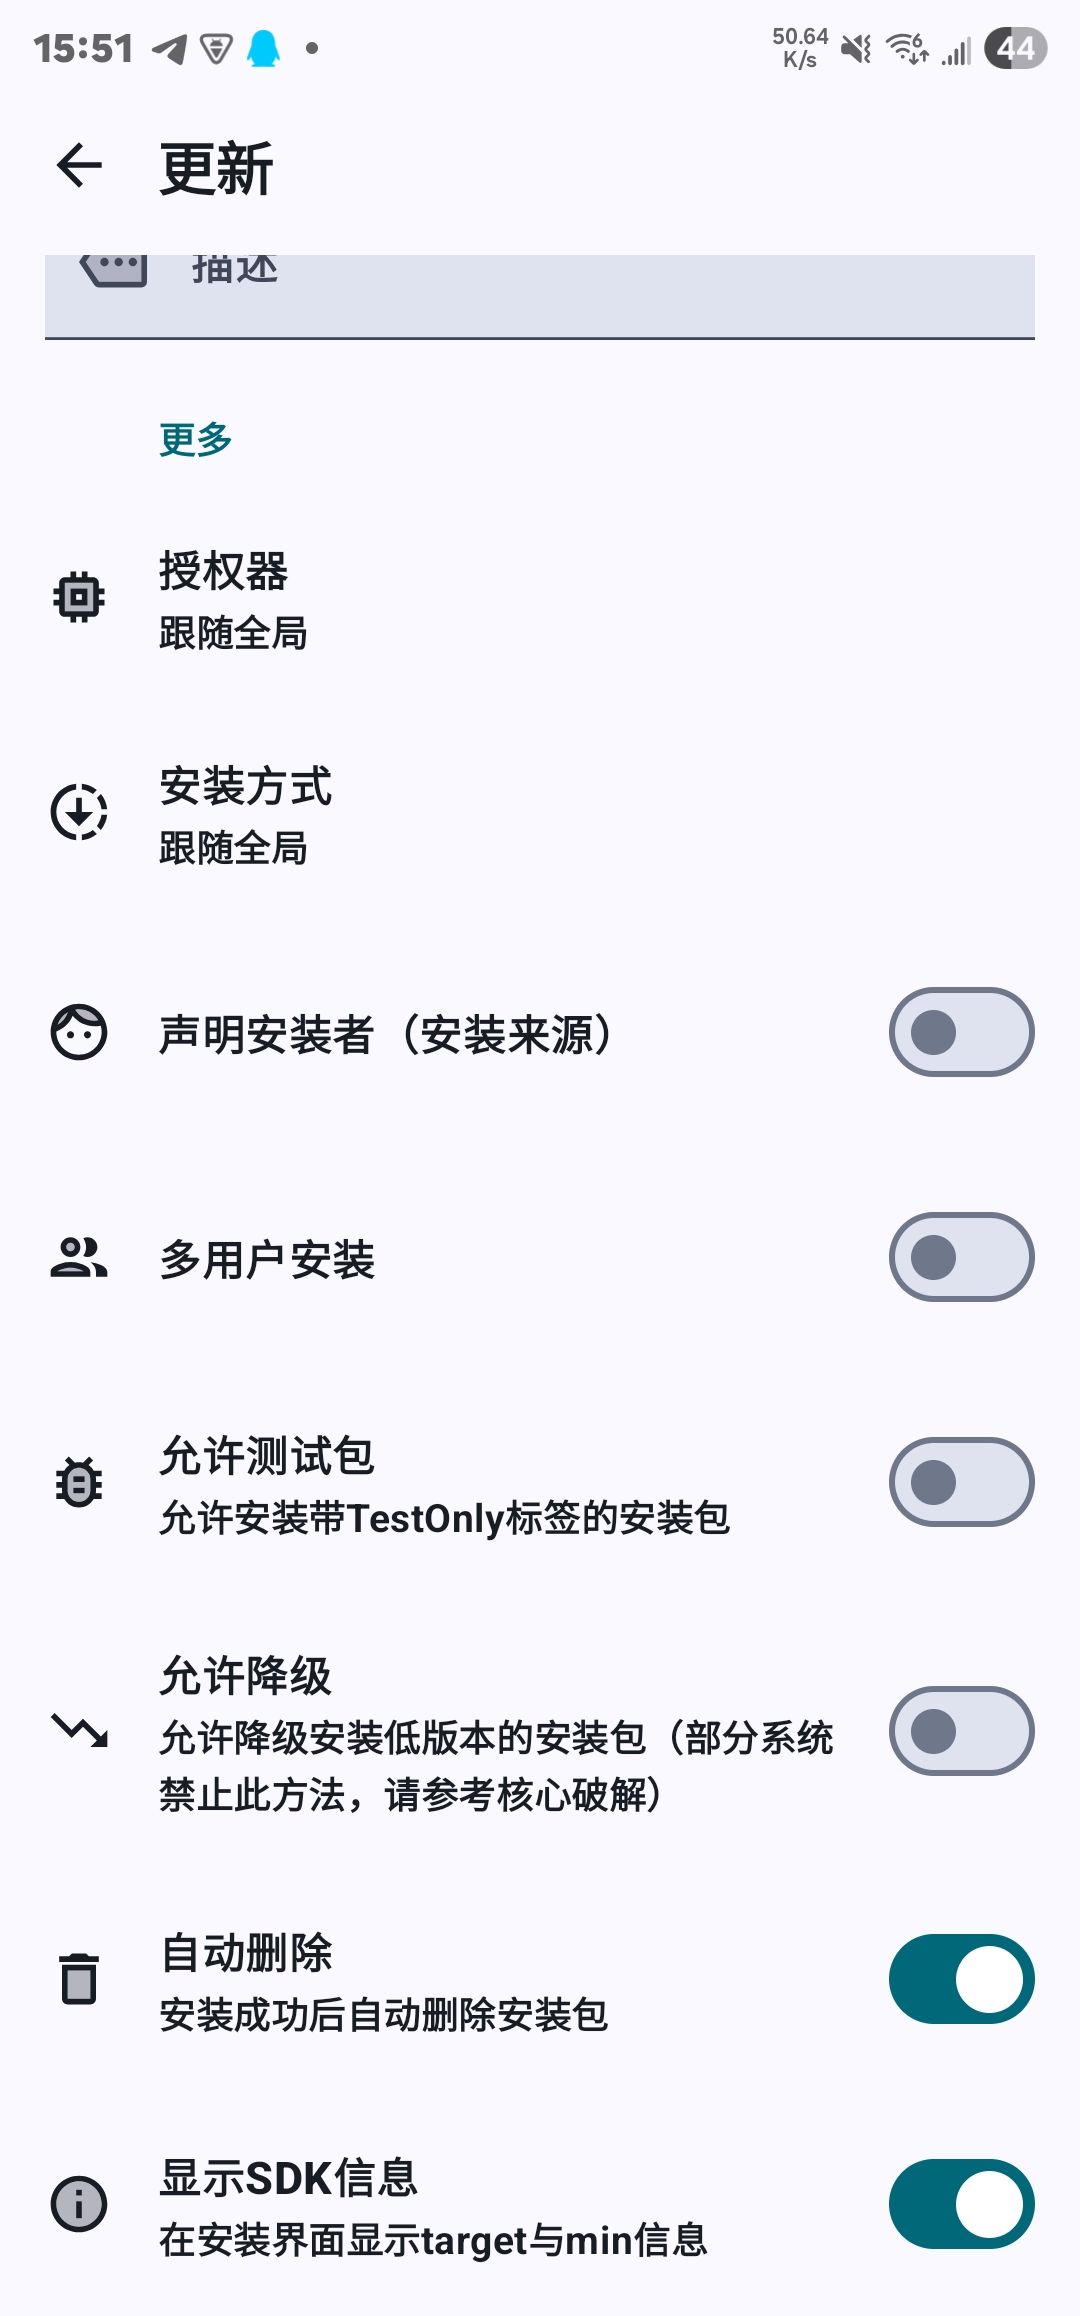 15:51
50.64
K/s
6
44
更新
描述
更多
授权器
跟随全局
安装方式
跟随全局
声明安装者（安装来源）
多用户安装
允许测试包
允许安装带TestOnly标签的安装包
允许降级
允许降级安装低版本的安装包（部分系统
禁止此方法，请参考核心破解）
自动删除
安装成功后自动删除安装包
显示SDK信息
在安装界面显示target与min信息